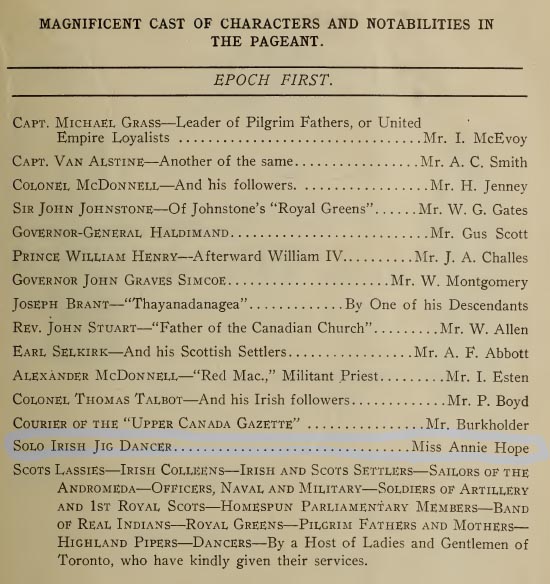 MAGNIFICENT CAST OF CHARACTERS AND NOTABILITIES IN
THE PAGEANT.
EPOCH FIRST.
CAPT. MICHAEL GRASS—Leader of Pilgrim Fathers, or United
Empire Loyalists ................................Mr. I. McEvoy
CAPT. VAN ALSTINE—Another of the same................Mr. A. C. Smith
COLONEL MCDONNELL—And his followers. ................Mr. H. Jenney
SIR JOHN JOHNSTONE—Of Johnstone's "Royal Greens"......Mr. W. G. Gates
GOVERNOR-GENERAL HALDIMAND..........................Mr. Gus Scott
PRINCE WILLIAM HENRY—Afterward William IV.........Mr. J. A. Challes
GOVERNOR JOHN GRAVES SIMCOE......................Mr. W. Montgomery
JOSEPH BRANT—"Thayanadanagea"............By One of his Descendants
REV. JOHN STUART—"Father of the Canadian Church".........Mr. W. Allen
EARL SELKIRK—And his Scottish Settlers................Mr. A. F. Abbott
ALEXANDER MCDONNELL—"Red Mac.," Militant Priest.......Mr. I. Esten
COLONEL THOMAS TALBOT—And his Irish followers.......Mr. P. Boyd
COURIER OF THE "UPPER CANADA GAZETTE" ...............Mr. Burkholder
SOLO IRISH JIG DANCER...............................Miss Annie Hope
SCOTS LASSIES—IRISH COLLEENS—IRISH AND SCOTS SETTLERS—SAILORS OF THE
ANDROMEDA—OFFICERS, NAVAL AND MILITARY—SOLDIERS OF ARTILLERY
AND 1ST ROYAL SCOTS—HOMESPUN PARLIAMENTARY MEMBERS—BAND
OF REAL INDIANS—ROYAL GREENS—PILGRIM FATHERS AND MOTHERS—
HIGHLAND PIPERS—DANCERS—By a Host of Ladies and Gentlemen of
Toronto, who have kindly given their services.